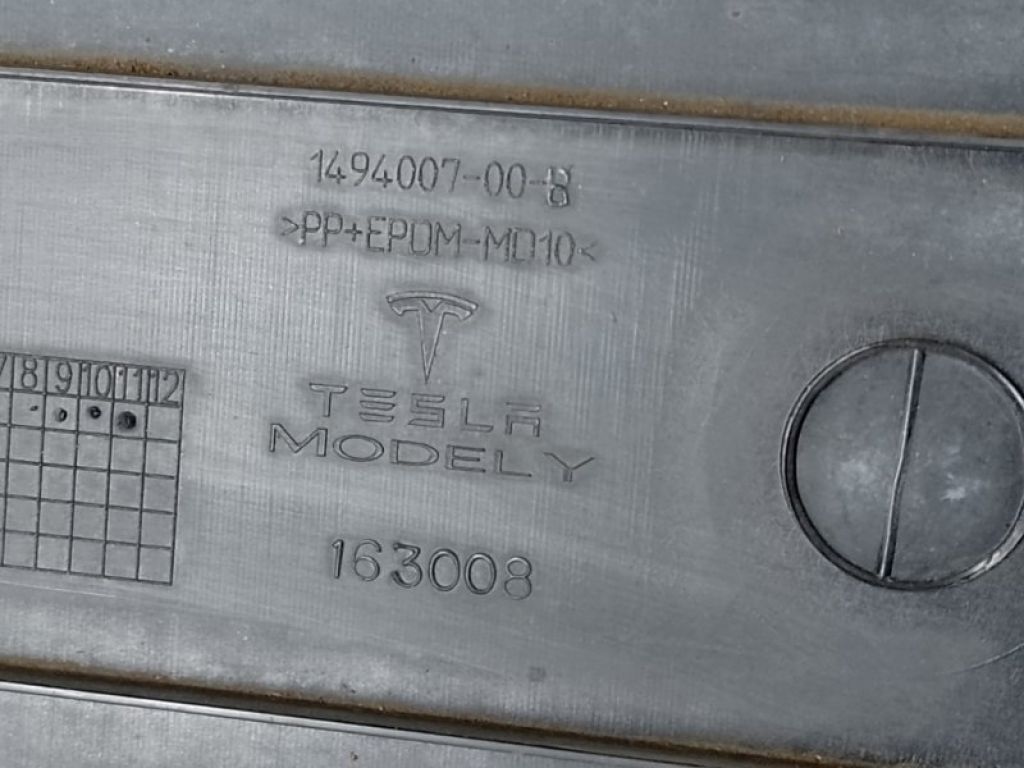 1494007-00-B
>PP+EPDM-MD10<
7 8 9 10 11 12
TESLA
MODEL Y
163008